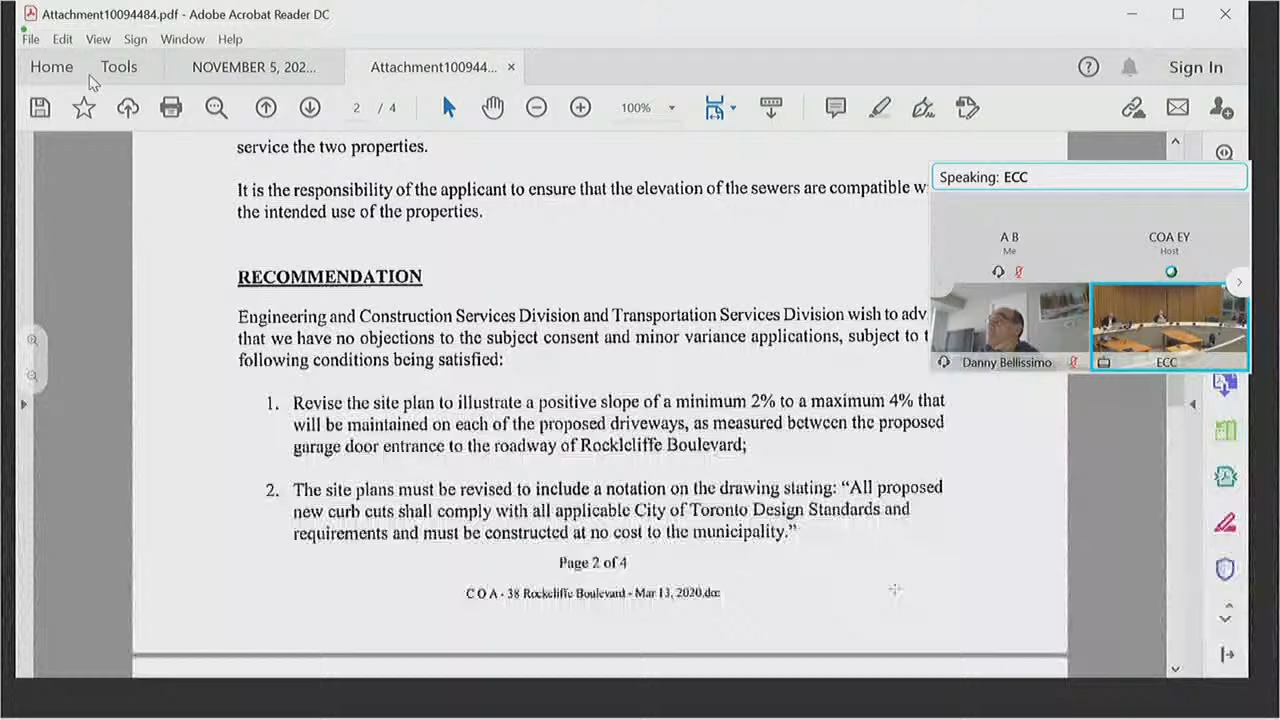 Attachment10094484.pdf - Adobe Acrobat Reader DC
File Edit View Sign Window Help
Home Tools NOVEMBER 5, 202... Attachment100944... × Sign In
2 / 4 100%
service the two properties.
It is the responsibility of the applicant to ensure that the elevation of the sewers are compatible w
the intended use of the properties.
Speaking: ECC
A B
Me
COA EY
Host
Danny Bellissimo
ECC
RECOMMENDATION
Engineering and Construction Services Division and Transportation Services Division wish to adv
that we have no objections to the subject consent and minor variance applications, subject to t
following conditions being satisfied:
1. Revise the site plan to illustrate a positive slope of a minimum 2% to a maximum 4% that
will be maintained on each of the proposed driveways, as measured between the proposed
garage door entrance to the roadway of Rocklcliffe Boulevard;
2. The site plans must be revised to include a notation on the drawing stating: “All proposed
new curb cuts shall comply with all applicable City of Toronto Design Standards and
requirements and must be constructed at no cost to the municipality.”
Page 2 of 4
C O A - 38 Rockcliffe Boulevard - Mar 13, 2020.doc